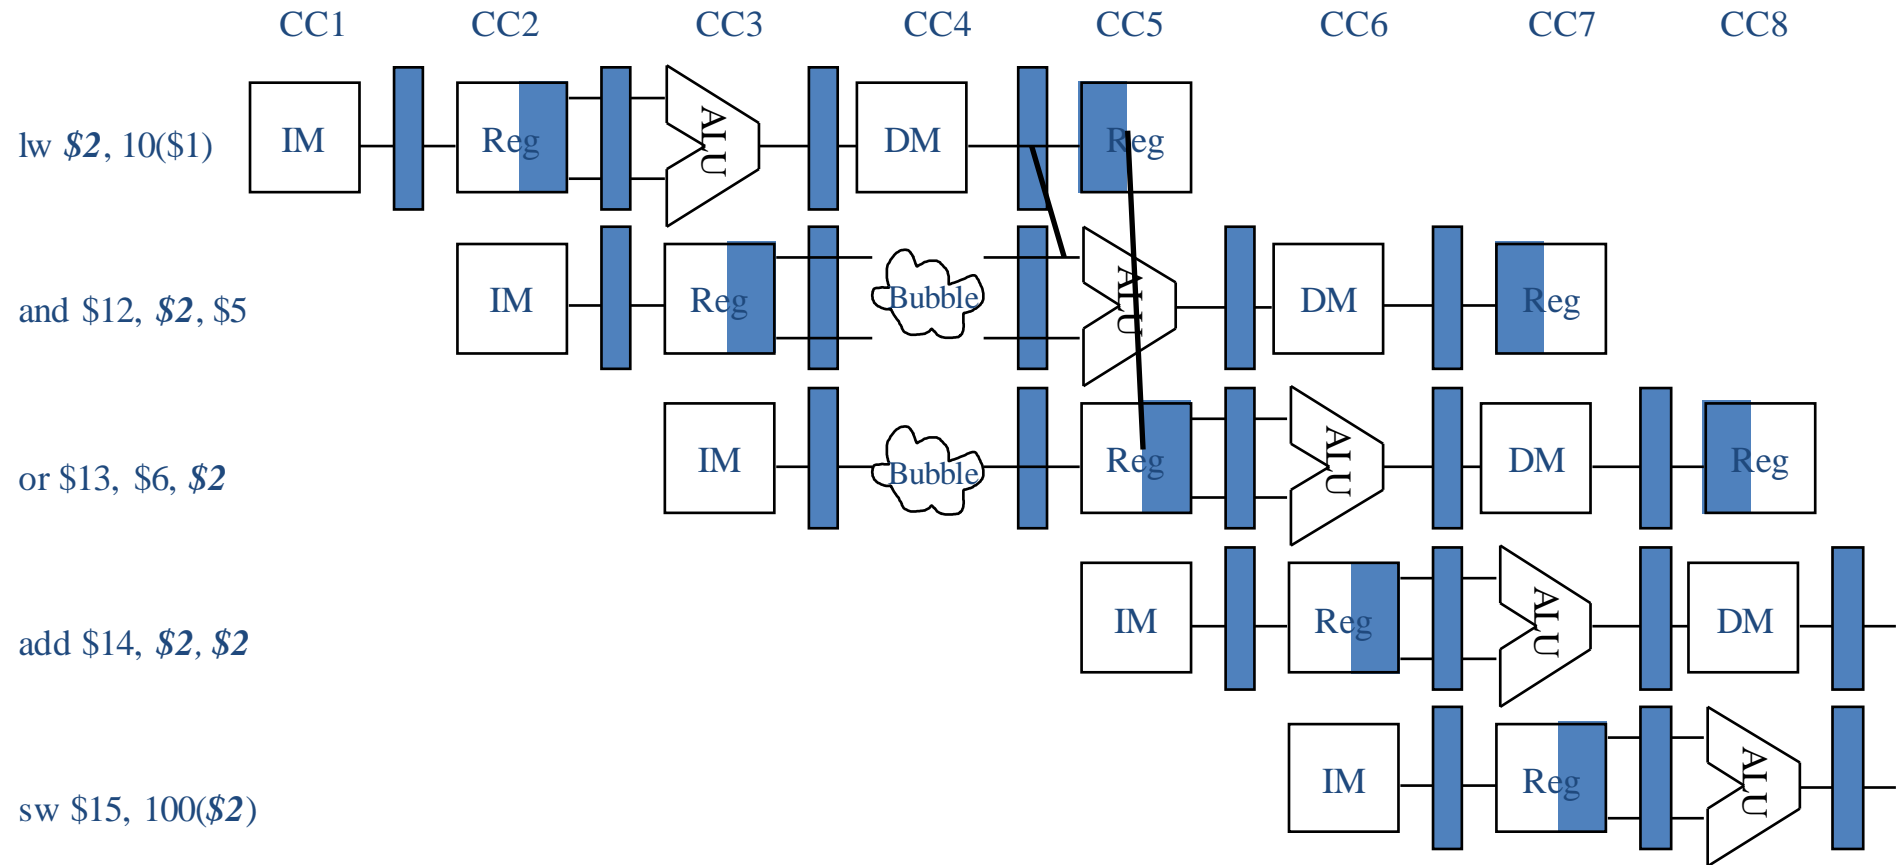 CC1 CC2 CC3 CC4 CC5 CC6 CC7 CC8
lw $2, 10($1) IM Reg ALU DM Reg
and $12, $2, $5 IM Reg Bubble ALU DM Reg
or $13, $6, $2 IM Bubble Reg ALU DM Reg
add $14, $2, $2 IM Reg ALU DM
sw $15, 100($2) IM Reg ALU